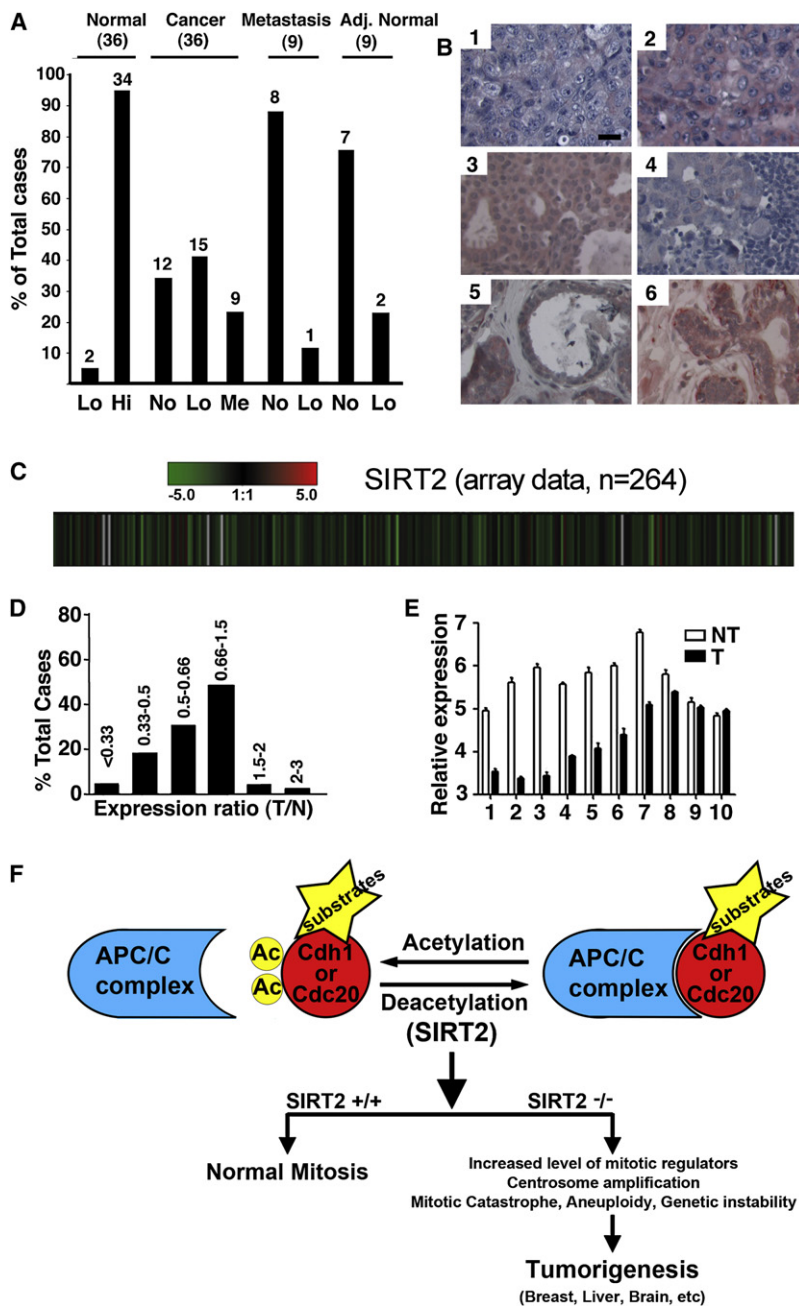 A
Normal Cancer Metastasis Adj. Normal
(36) (36) (9) (9)
% of Total cases
100
90
80
70
60
50
40
30
20
10
2 34 12 15 9 8 1 7 2
Lo Hi No Lo Me No Lo No Lo
B
1 2
3 4
5 6
C
-5.0 1:1 5.0
SIRT2 (array data, n=264)
D
% Total Cases
80
60
40
20
0
<0.33 0.33-0.5 0.5-0.66 0.66-1.5 1.5-2 2-3
Expression ratio (T/N)
E
Relative expression
7
6
5
4
3
NT
T
1 2 3 4 5 6 7 8 9 10
F
substrates
APC/C
complex
Ac
Ac
Cdh1
or
Cdc20
Acetylation
Deacetylation
(SIRT2)
substrates
APC/C
complex
Cdh1
or
Cdc20
SIRT2 +/+ SIRT2 -/-
Normal Mitosis
Increased level of mitotic regulators
Centrosome amplification
Mitotic Catastrophe, Aneuploidy, Genetic instability
Tumorigenesis
(Breast, Liver, Brain, etc)